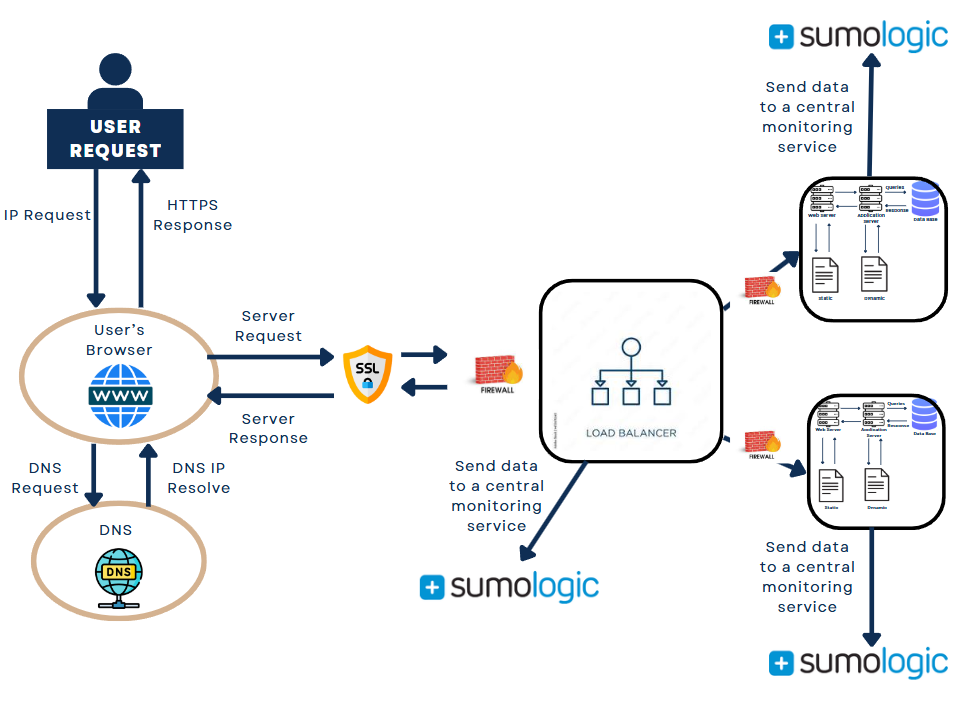 sumologic
Send data
to a central
monitoring
service
USER
REQUEST
IP Request
HTTPS
Response
Queries
Response
Web Server
Application
Server
Data Base
Static
Dynamic
FIREWALL
User's
Browser
WWW
Server
Request
SSL
FIREWALL
LOAD BALANCER
Server
Response
Queries
Response
Web Server
Application
Server
Data Base
Static
Dynamic
FIREWALL
DNS
Request
DNS IP
Resolve
Send data
to a central
monitoring
service
DNS
DNS
sumologic
Send data
to a central
monitoring
service
sumologic